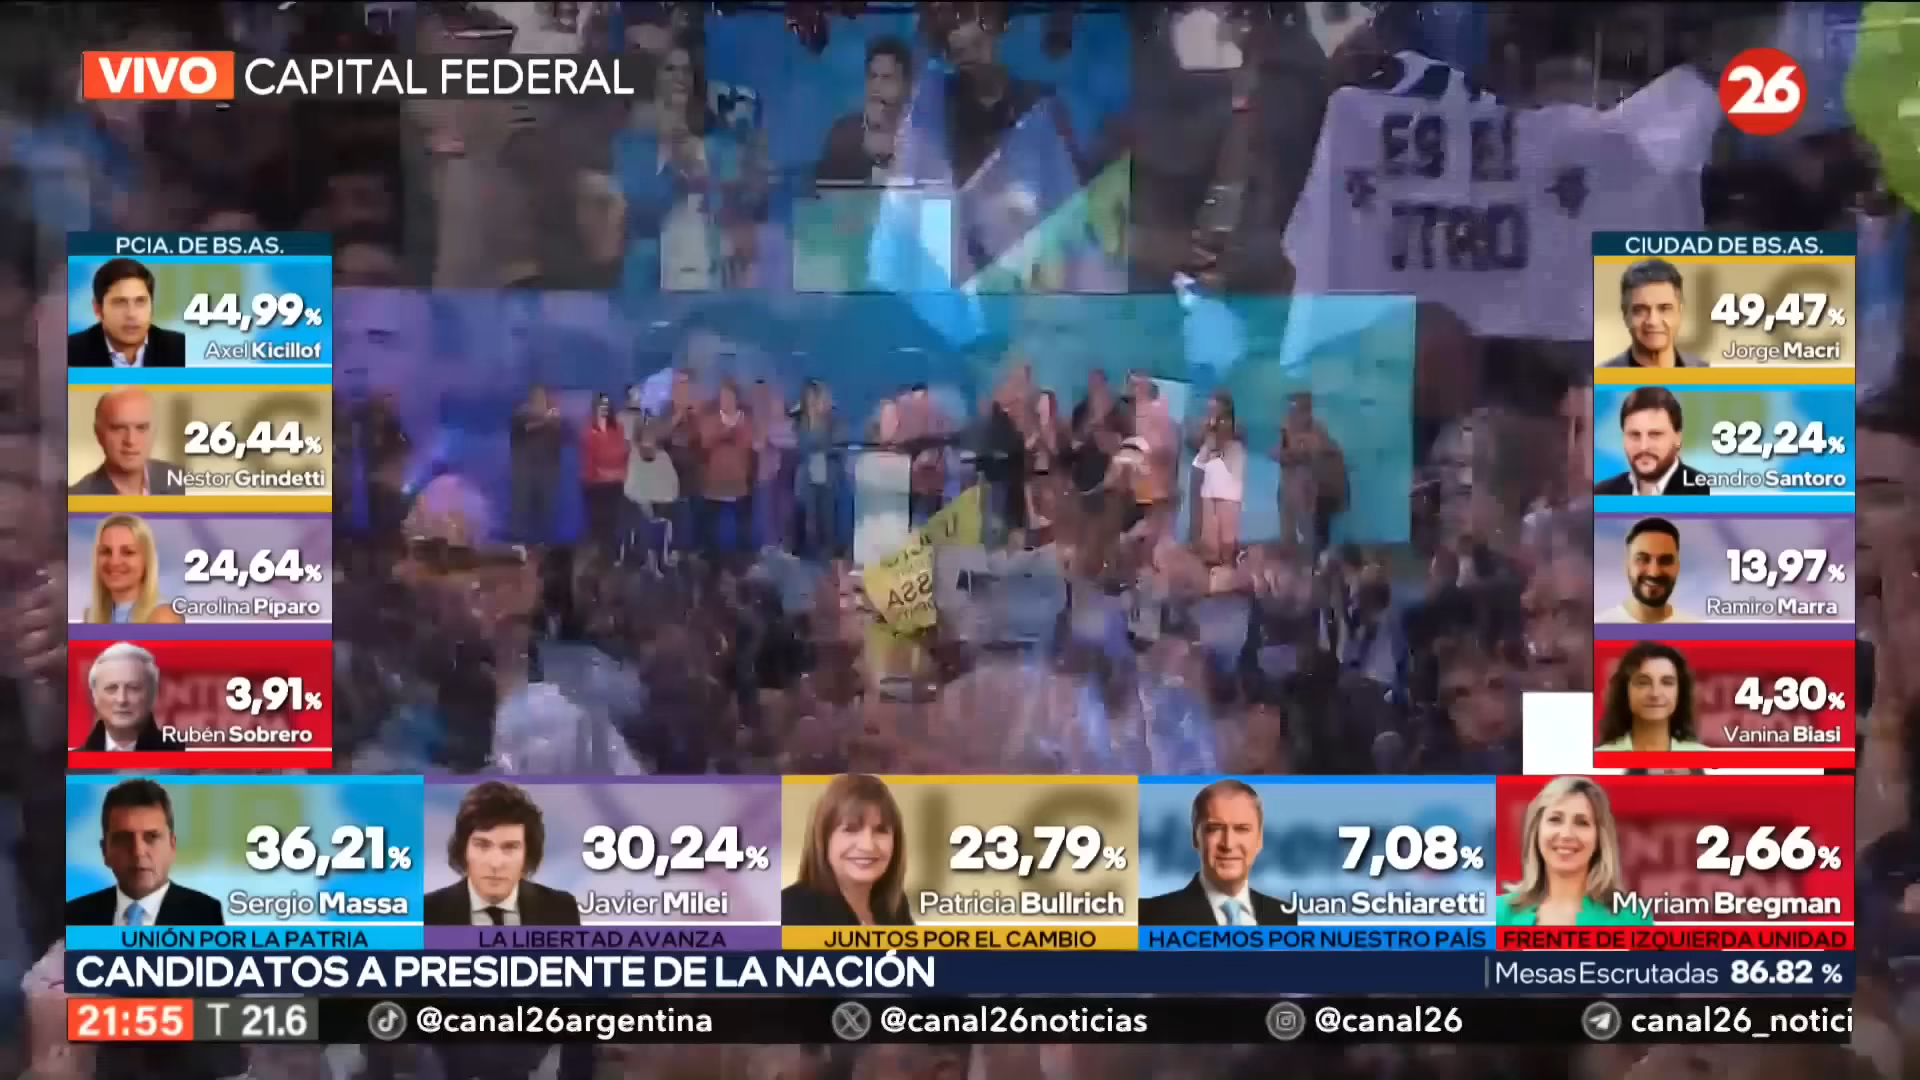 VIVO CAPITAL FEDERAL
26
ES EL
PCIA. DE BS.AS.
44,99%
Axel Kicillof
26,44%
Néstor Grindetti
24,64%
Carolina Píparo
3,91%
Rubén Sobrero
CIUDAD DE BS.AS.
49,47%
Jorge Macri
32,24%
Leandro Santoro
13,97%
Ramiro Marra
4,30%
Vanina Biasi
36,21%
Sergio Massa
UNIÓN POR LA PATRIA
30,24%
Javier Milei
LA LIBERTAD AVANZA
23,79%
Patricia Bullrich
JUNTOS POR EL CAMBIO
7,08%
Juan Schiaretti
HACEMOS POR NUESTRO PAÍS
2,66%
Myriam Bregman
FRENTE DE IZQUIERDA UNIDAD
CANDIDATOS A PRESIDENTE DE LA NACIÓN
Mesas Escrutadas 86.82 %
21:55 T 21.6 @canal26argentina @canal26noticias @canal26 canal26_notici